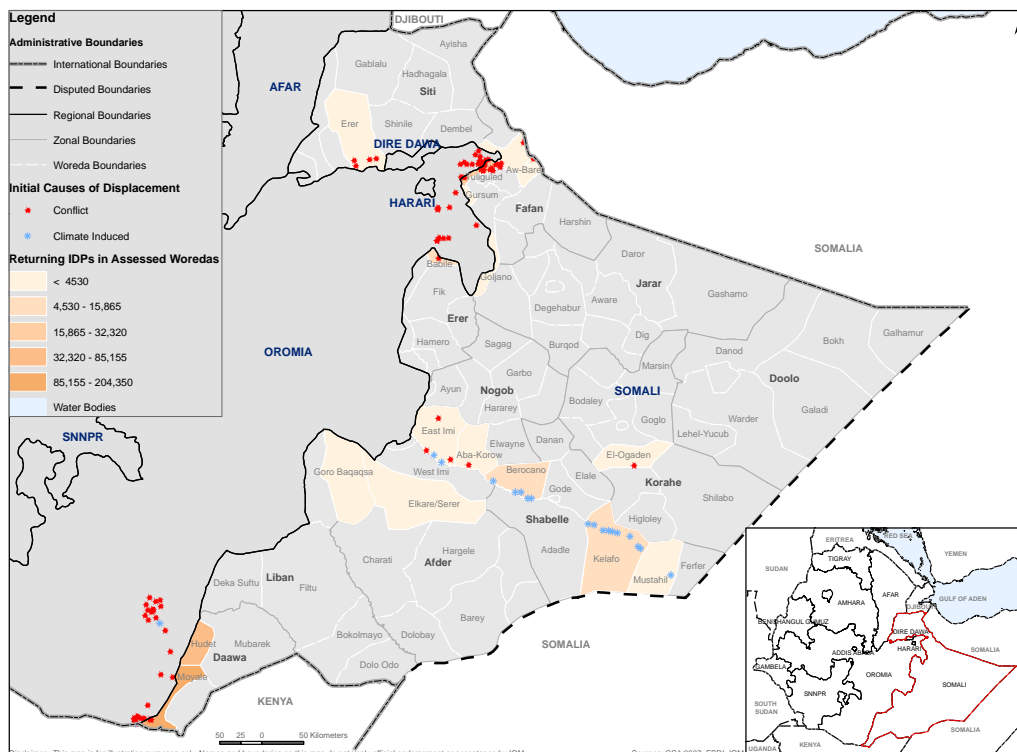 Legend
Administrative Boundaries
International Boundaries
Disputed Boundaries
Regional Boundaries
Zonal Boundaries
Woreda Boundaries
Initial Causes of Displacement
Conflict
Climate Induced
Returning IDPs in Assessed Woredas
< 4530
4,530 - 15,865
15,865 - 32,320
32,320 - 85,155
85,155 - 204,350
Water Bodies
DJIBOUTI
Ayisha
Gablalu
Hadhagala
AFAR
Siti
Erer
Shinile
Dembel
DIRE DAWA
Aw-Bare
Gursum
HARARI
Fafan
Harshin
SOMALIA
Daror
Babile
Goljano
Jarar
Fik
Aware
Gashamo
Degehabur
Erer
Dig
Galhamur
Bokh
Hamero
Sagag
Burqod
Danod
OROMIA
Marsin
Garbo
Doolo
Ayun
Nogob
SOMALI
Bodaley
Galadi
Hararey
Goglo
Warder
East Imi
Lehel-Yucub
SNNPR
Elwayne
Danan
Aba-Korow
El-Ogaden
West Imi
Goro Baqaqsa
Berocano
Elale
Korahe
Gode
Shilabo
Elkare/Serer
Shabelle
Higloley
Hargele
Adadle
Charati
Kelafo
Ferfer
Afder
Liban
Deka Suftu
Filtu
Mustahil
Barey
Bokolmayo
Dolobay
Hudet
Mubarek
SOMALIA
Daawa
Dolo Odo
Moyale
KENYA
50 25 0 50 Kilometers
RED SEA
ERITREA
YEMEN
TIGRAY
SUDAN
AFAR
AMHARA
GULF OF ADEN
DJIBOUTI
BENISHANGUL GUMUZ
DIRE DAWA
ADDIS ABABA
HARARI
SOMALIA
GAMBELA
OROMIA
SOMALI
SNNPR
SOUTH
SUDAN
SOMALIA
UGANDA
KENYA